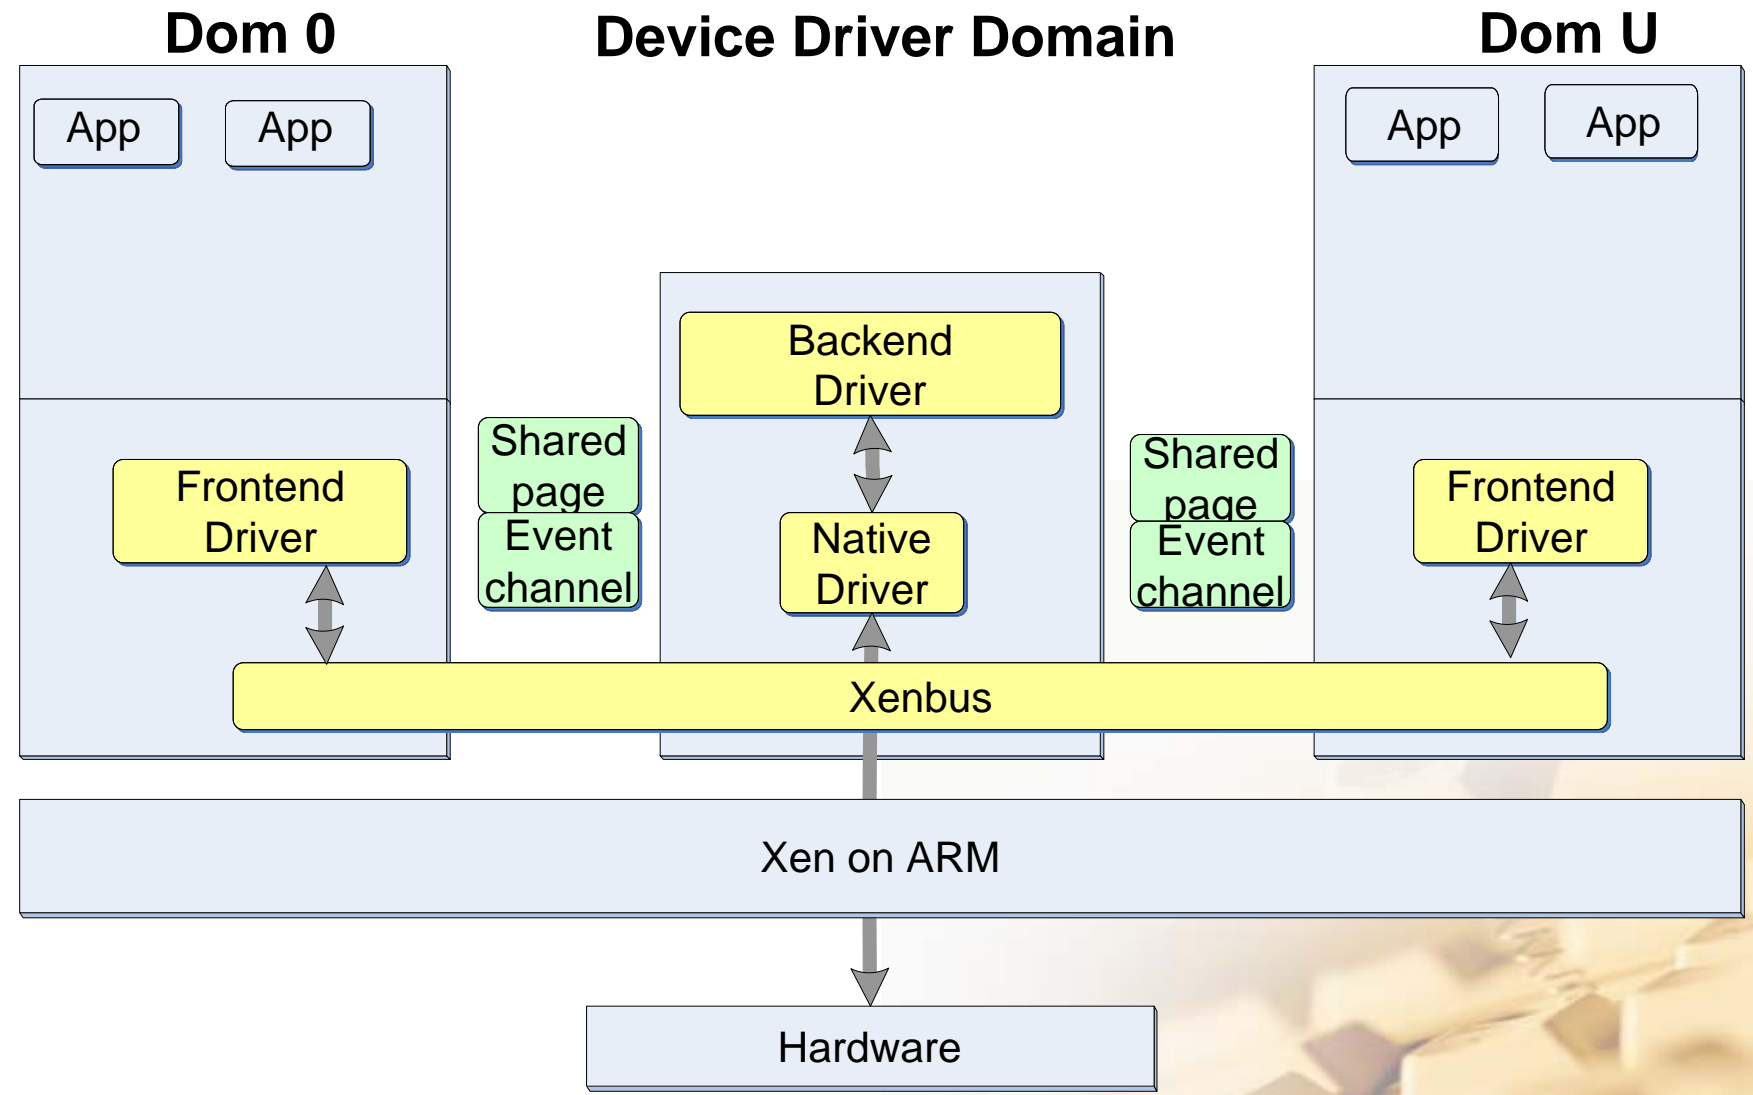 Dom 0
Device Driver Domain
Dom U
App
App
App
App
Backend
Driver
Shared
page
Event
channel
Shared
page
Event
channel
Frontend
Driver
Native
Driver
Frontend
Driver
Xenbus
Xen on ARM
Hardware